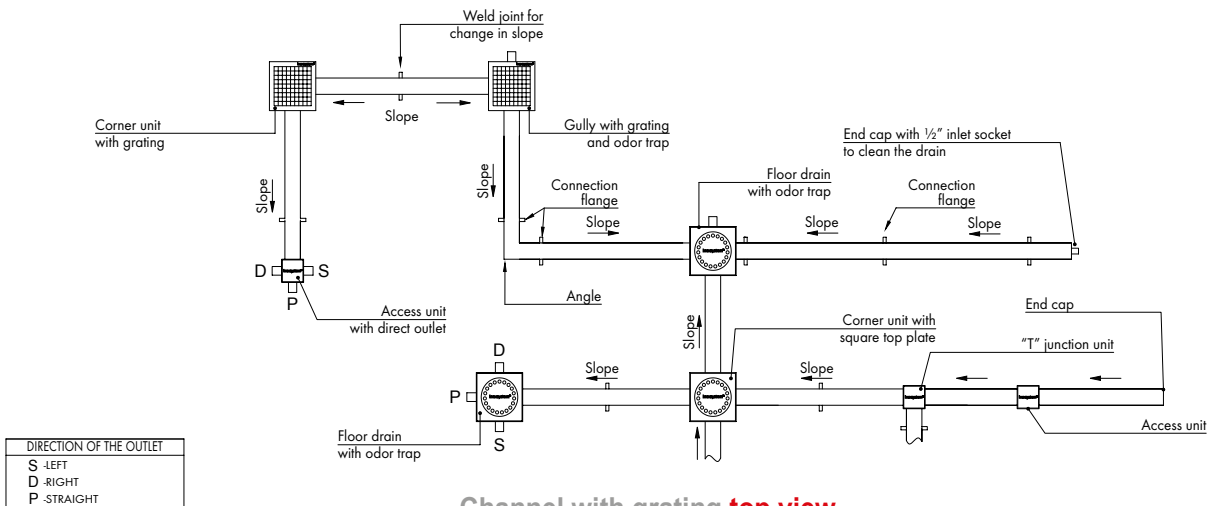 Weld joint for
change in slope
Slope
Corner unit
with grating
Gully with grating
and odor trap
End cap with ½" inlet socket
to clean the drain
Floor drain
with odor trap
Slope
Slope
Connection
flange
Connection
flange
Slope
Slope
Slope
D
S
P
Angle
Access unit
with direct outlet
Slope
Corner unit with
square top plate
End cap
"T" junction unit
D
Slope
Slope
P
S
Floor drain
with odor trap
Access unit
DIRECTION OF THE OUTLET
S -LEFT
D -RIGHT
P -STRAIGHT
Channel with grating top view